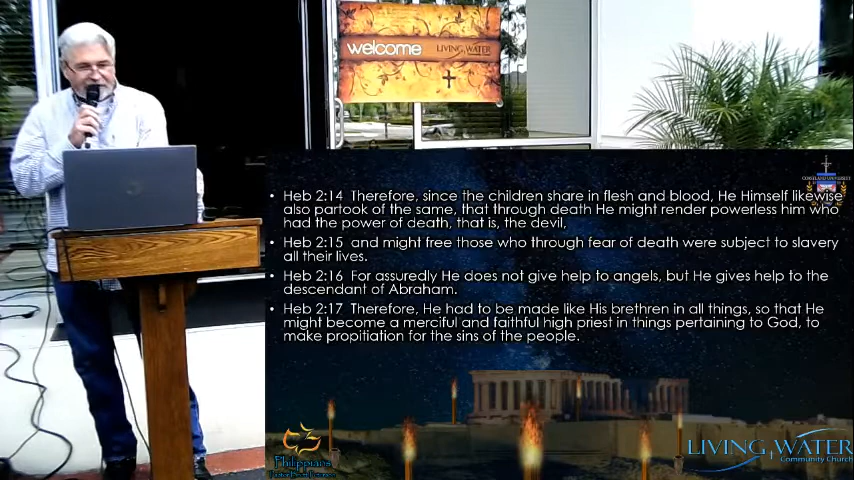 welcome LIVING WATER
• Heb 2:14 Therefore, since the children share in flesh and blood, He Himself likewise
also partook of the same, that through death He might render powerless him who
had the power of death, that is, the devil,
• Heb 2:15 and might free those who through fear of death were subject to slavery
all their lives.
• Heb 2:16 For assuredly He does not give help to angels, but He gives help to the
descendant of Abraham.
• Heb 2:17 Therefore, He had to be made like His brethren in all things, so that He
might become a merciful and faithful high priest in things pertaining to God, to
make propitiation for the sins of the people.
Philippians
LIVING WATER
Community Church